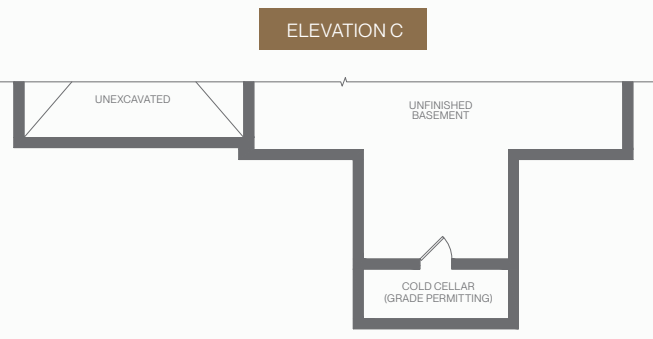 ELEVATION C
UNEXCAVATED
UNFINISHED
BASEMENT
COLD CELLAR
(GRADE PERMITTING)